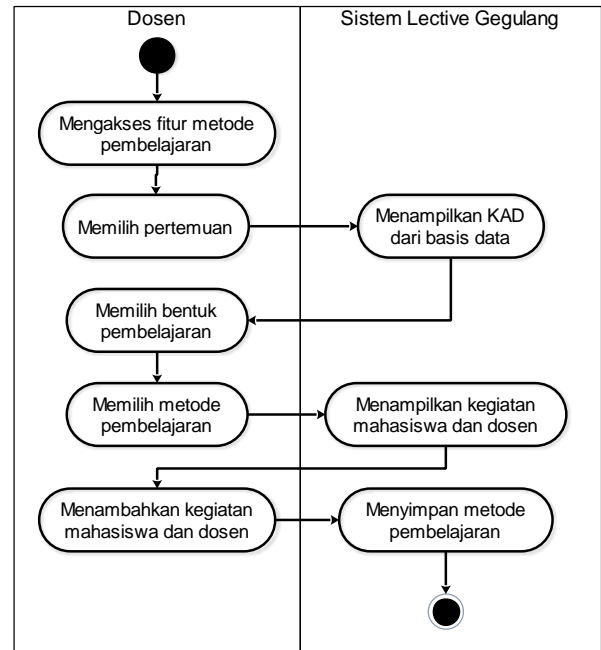 Dosen
Sistem Lective Gegulang
Mengakses fitur metode
pembelajaran
Memilih pertemuan
Menampilkan KAD
dari basis data
Memilih bentuk
pembelajaran
Memilih metode
pembelajaran
Menampilkan kegiatan
mahasiswa dan dosen
Menambahkan kegiatan
mahasiswa dan dosen
Menyimpan metode
pembelajaran